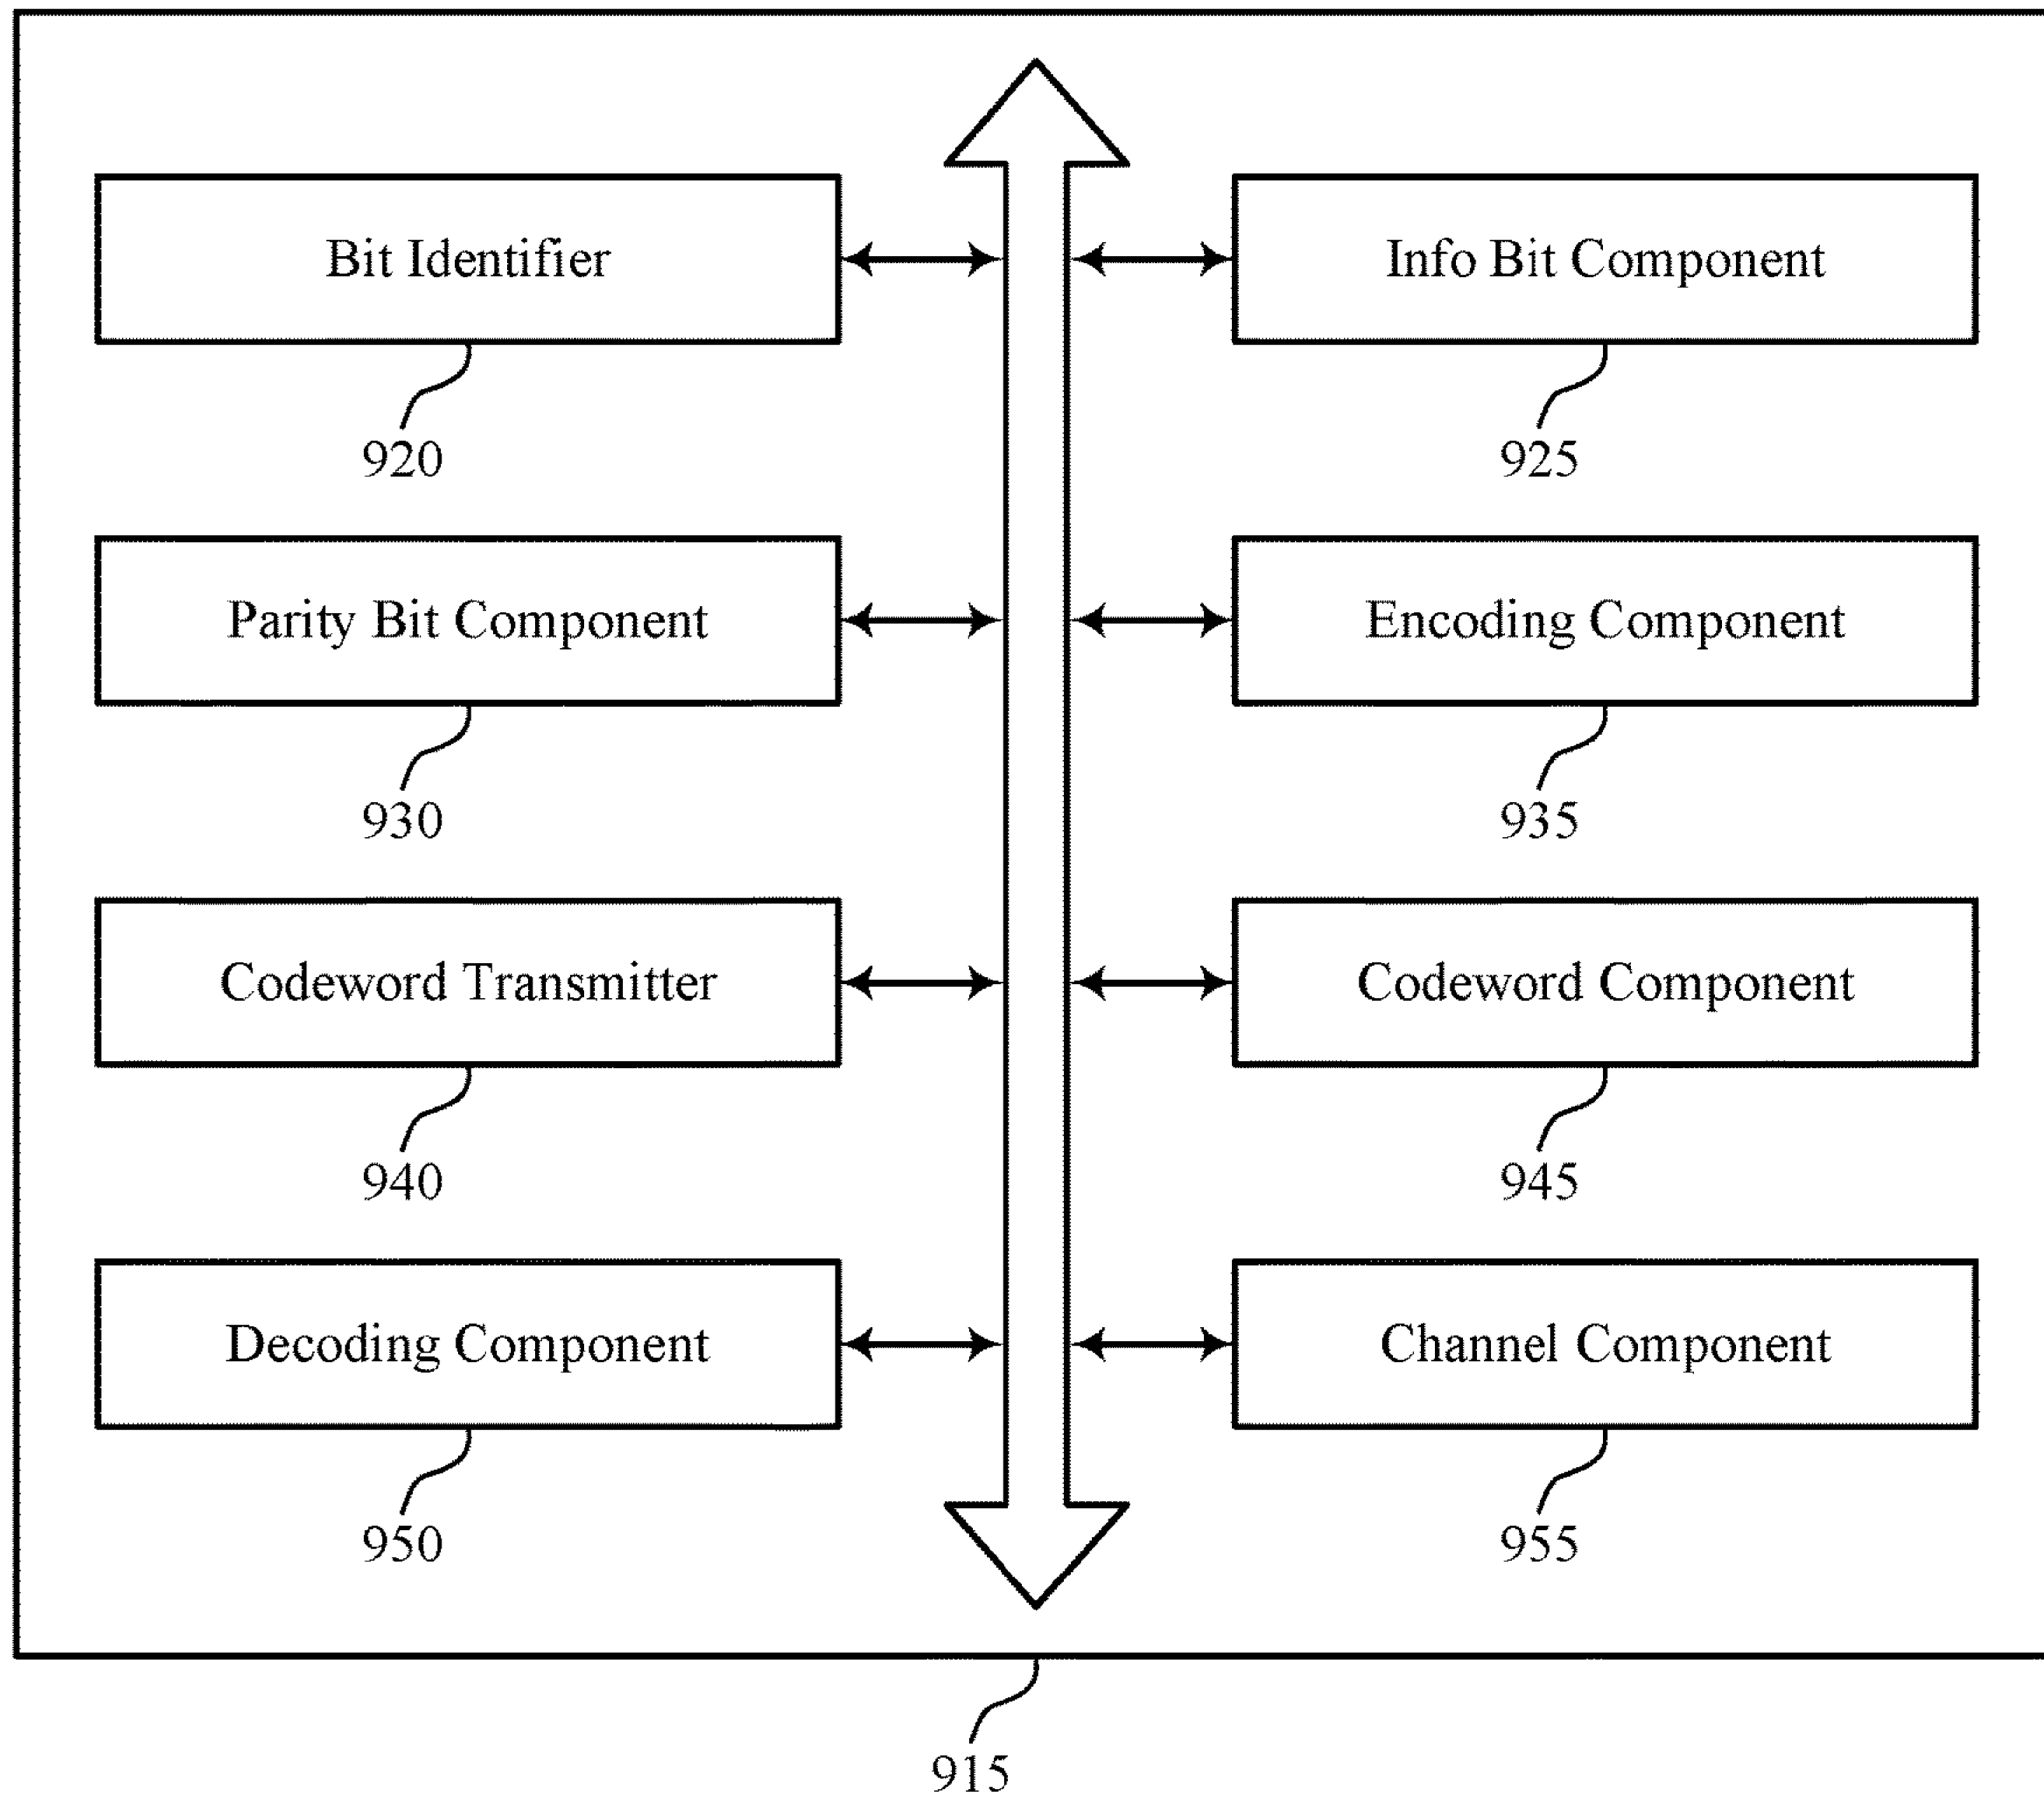 Bit Identifier
Info Bit Component
920
925
Parity Bit Component
Encoding Component
930
935
Codeword Transmitter
Codeword Component
940
945
Decoding Component
Channel Component
950
955
915